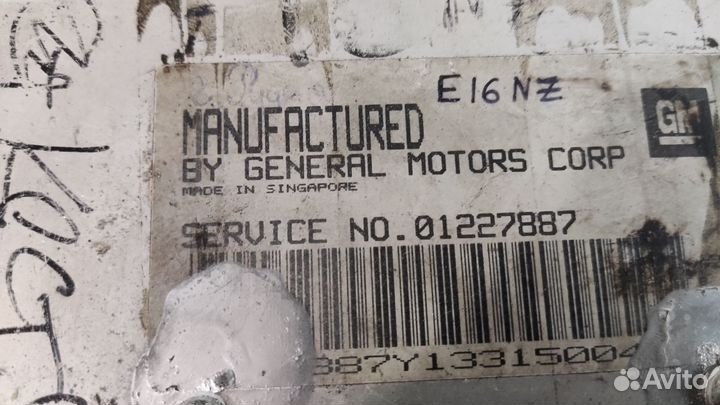 E16NZ
MANUFACTURED
BY GENERAL MOTORS CORP
GM
MADE IN SINGAPORE
SERVICE NO.01227887
887Y13315004
Avito